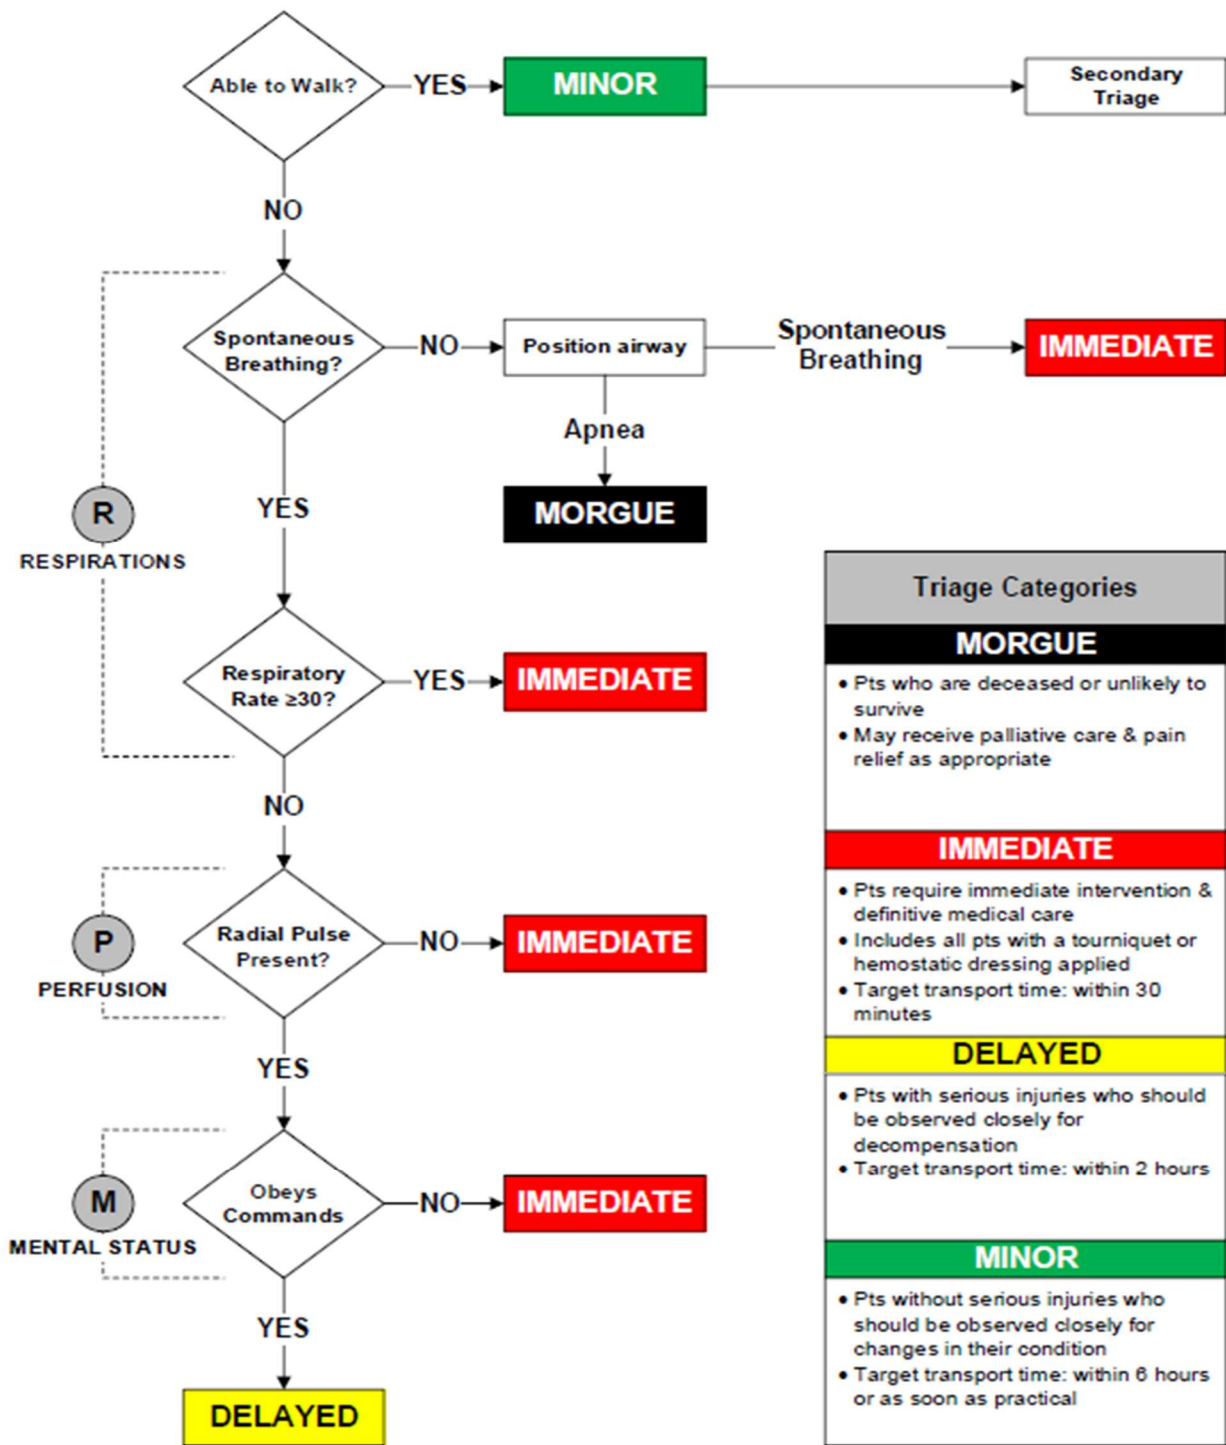 Able to Walk?
YES
MINOR
Secondary
Triage
NO
Spontaneous
Breathing?
NO
Position airway
Spontaneous
Breathing
IMMEDIATE
Apnea
MORGUE
YES
R
RESPIRATIONS
Respiratory
Rate ≥30?
YES
IMMEDIATE
NO
Radial Pulse
Present?
NO
IMMEDIATE
P
PERFUSION
YES
Obeys
Commands
NO
IMMEDIATE
M
MENTAL STATUS
YES
DELAYED
Triage Categories
MORGUE
• Pts who are deceased or unlikely to
survive
• May receive palliative care & pain
relief as appropriate
IMMEDIATE
• Pts require immediate intervention &
definitive medical care
• Includes all pts with a tourniquet or
hemostatic dressing applied
• Target transport time: within 30
minutes
DELAYED
• Pts with serious injuries who should
be observed closely for
decompensation
• Target transport time: within 2 hours
MINOR
• Pts without serious injuries who
should be observed closely for
changes in their condition
• Target transport time: within 6 hours
or as soon as practical